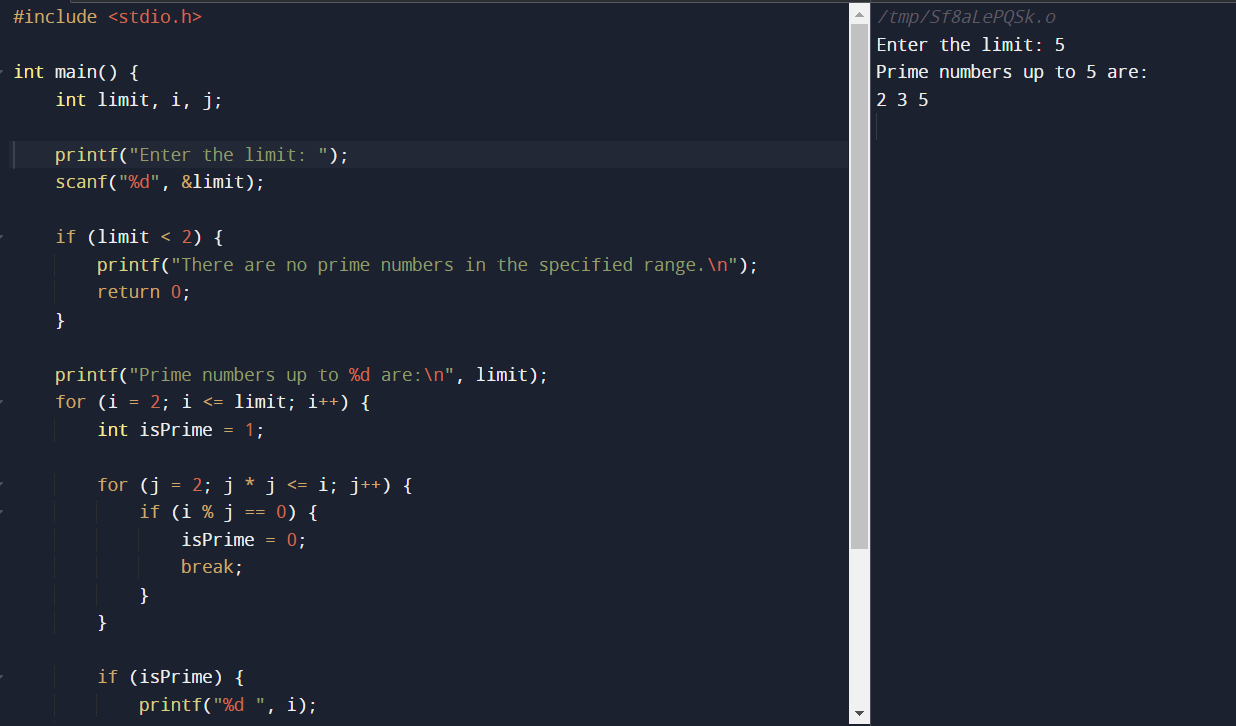 #include <stdio.h>
int main() {
    int limit, i, j;
    printf("Enter the limit: ");
    scanf("%d", &limit);
    if (limit < 2) {
        printf("There are no prime numbers in the specified range.\n");
        return 0;
    }
    printf("Prime numbers up to %d are:\n", limit);
    for (i = 2; i <= limit; i++) {
        int isPrime = 1;
        for (j = 2; j * j <= i; j++) {
            if (i % j == 0) {
                isPrime = 0;
                break;
            }
        }
        if (isPrime) {
            printf("%d ", i);
/tmp/Sf8aLePQSk.o
Enter the limit: 5
Prime numbers up to 5 are:
2 3 5